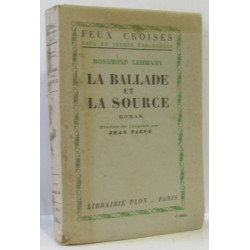 FEUX CROISÉS
ROSAMOND LEHMANN
LA BALLADE
ET
LA SOURCE
ROMAN
JEAN TALVA
LIBRAIRIE PLON : PARIS